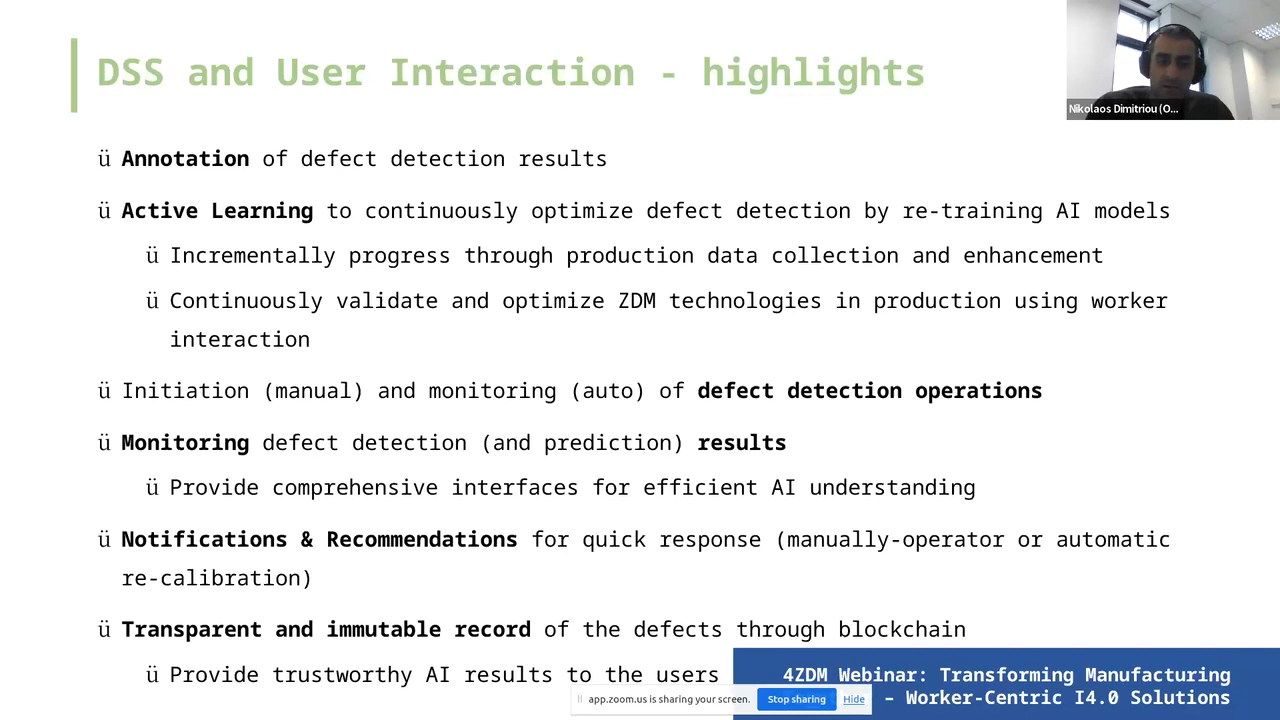 DSS and User Interaction - highlights
Nikolaos Dimitriou (O...
ü Annotation of defect detection results
ü Active Learning to continuously optimize defect detection by re-training AI models
ü Incrementally progress through production data collection and enhancement
ü Continuously validate and optimize ZDM technologies in production using worker
interaction
ü Initiation (manual) and monitoring (auto) of defect detection operations
ü Monitoring defect detection (and prediction) results
ü Provide comprehensive interfaces for efficient AI understanding
ü Notifications & Recommendations for quick response (manually-operator or automatic
re-calibration)
ü Transparent and immutable record of the defects through blockchain
ü Provide trustworthy AI results to the users
4ZDM Webinar: Transforming Manufacturing
– Worker-Centric I4.0 Solutions
app.zoom.us is sharing your screen. Stop sharing Hide